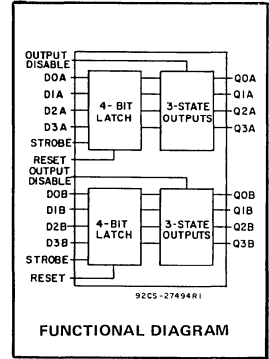 OUTPUT
DISABLE
D0A
D1A
D2A
D3A
STROBE
RESET
4-BIT
LATCH
3-STATE
OUTPUTS
Q0A
Q1A
Q2A
Q3A
OUTPUT
DISABLE
D0B
D1B
D2B
D3B
STROBE
RESET
4-BIT
LATCH
3-STATE
OUTPUTS
Q0B
Q1B
Q2B
Q3B
92CS-27494R1
FUNCTIONAL DIAGRAM